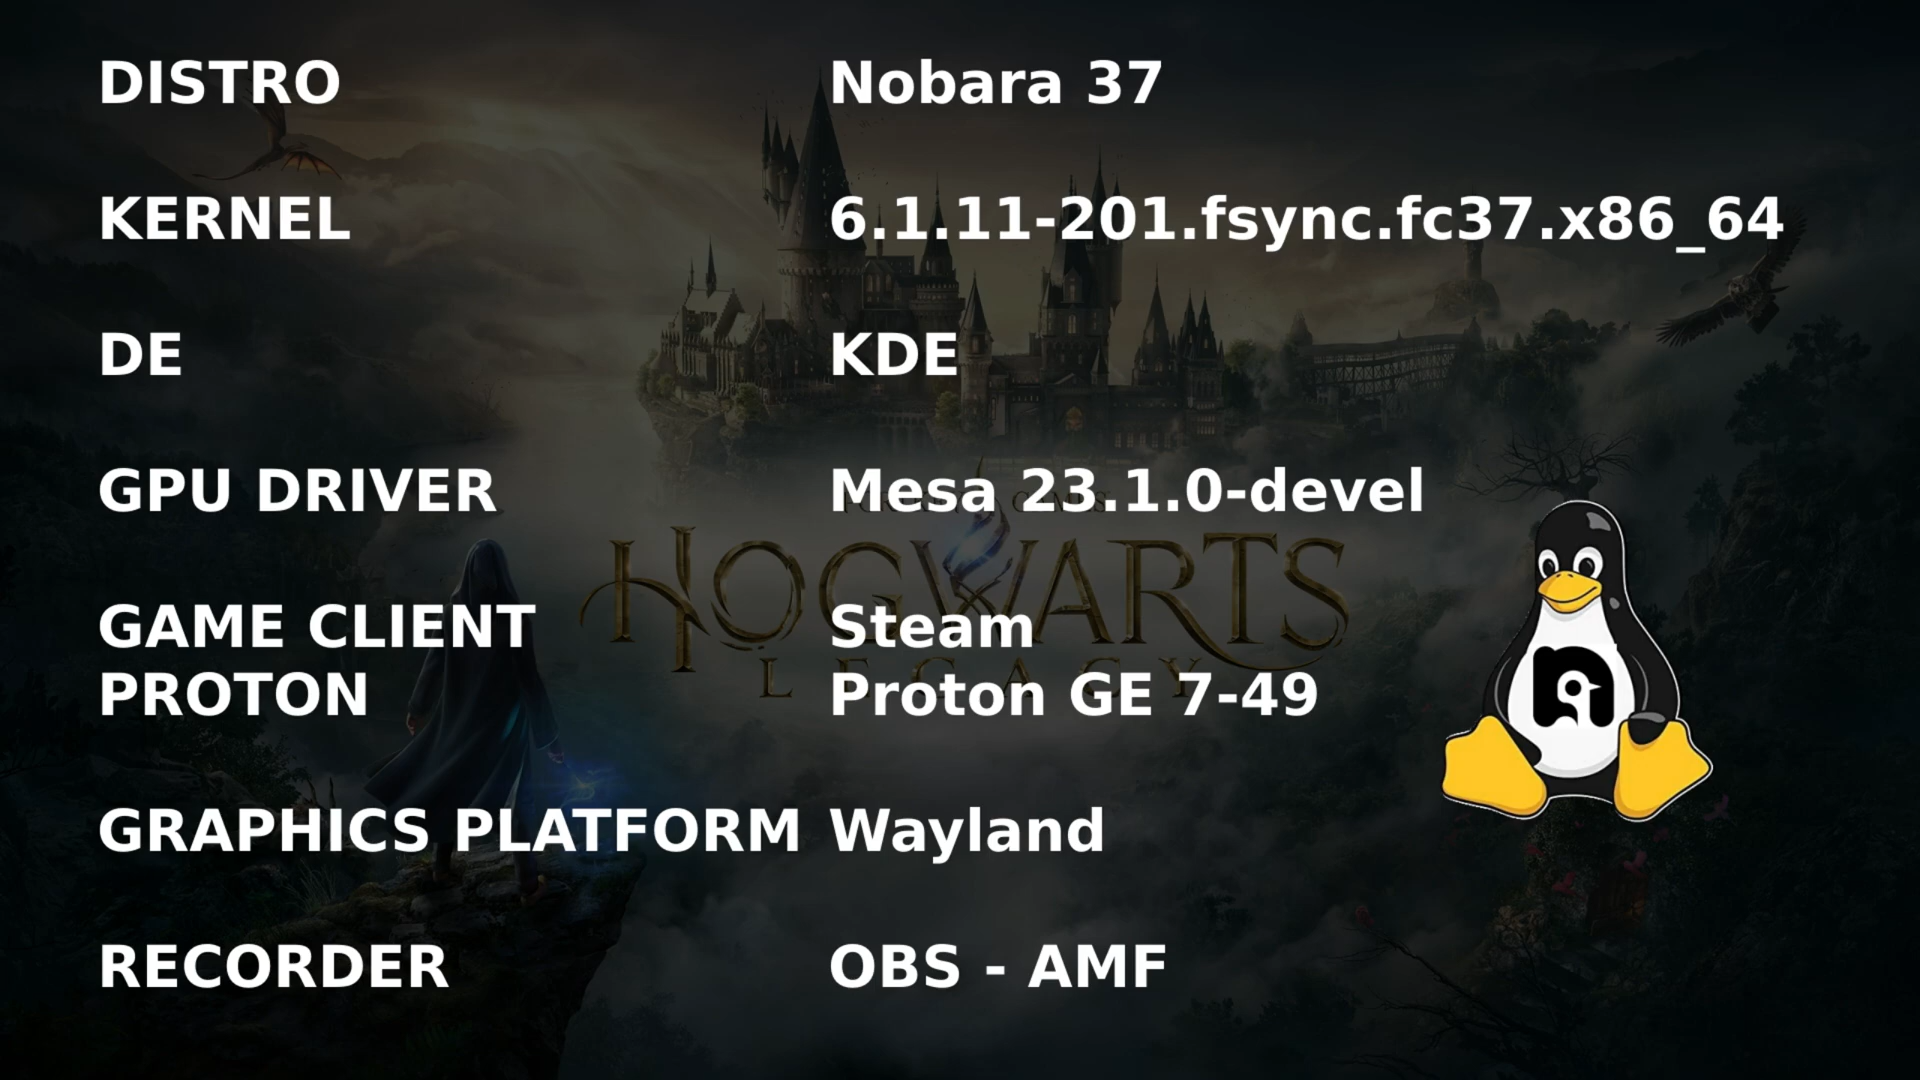 DISTRO Nobara 37
KERNEL 6.1.11-201.fsync.fc37.x86_64
DE KDE
GPU DRIVER Mesa 23.1.0-devel
HOGWARTS
GAME CLIENT Steam
LEGACY
PROTON Proton GE 7-49
GRAPHICS PLATFORM Wayland
RECORDER OBS - AMF